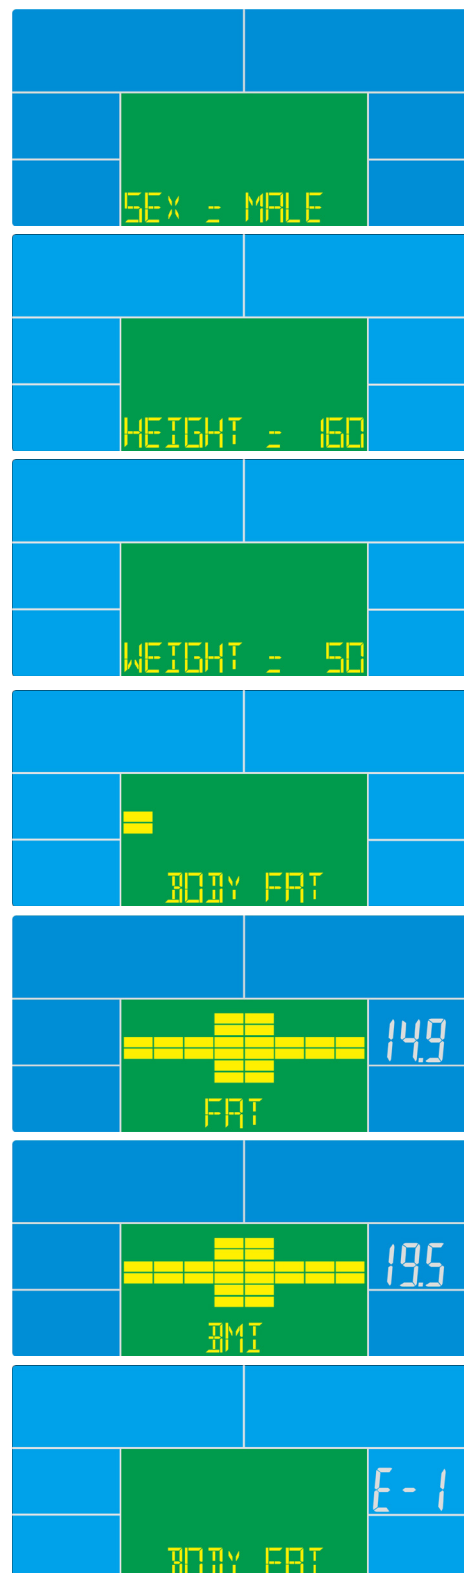 SEX = MALE
HEIGHT = 160
WEIGHT = 50
BODY FAT
14.9
FAT
19.5
BMI
E-1
BODY FAT